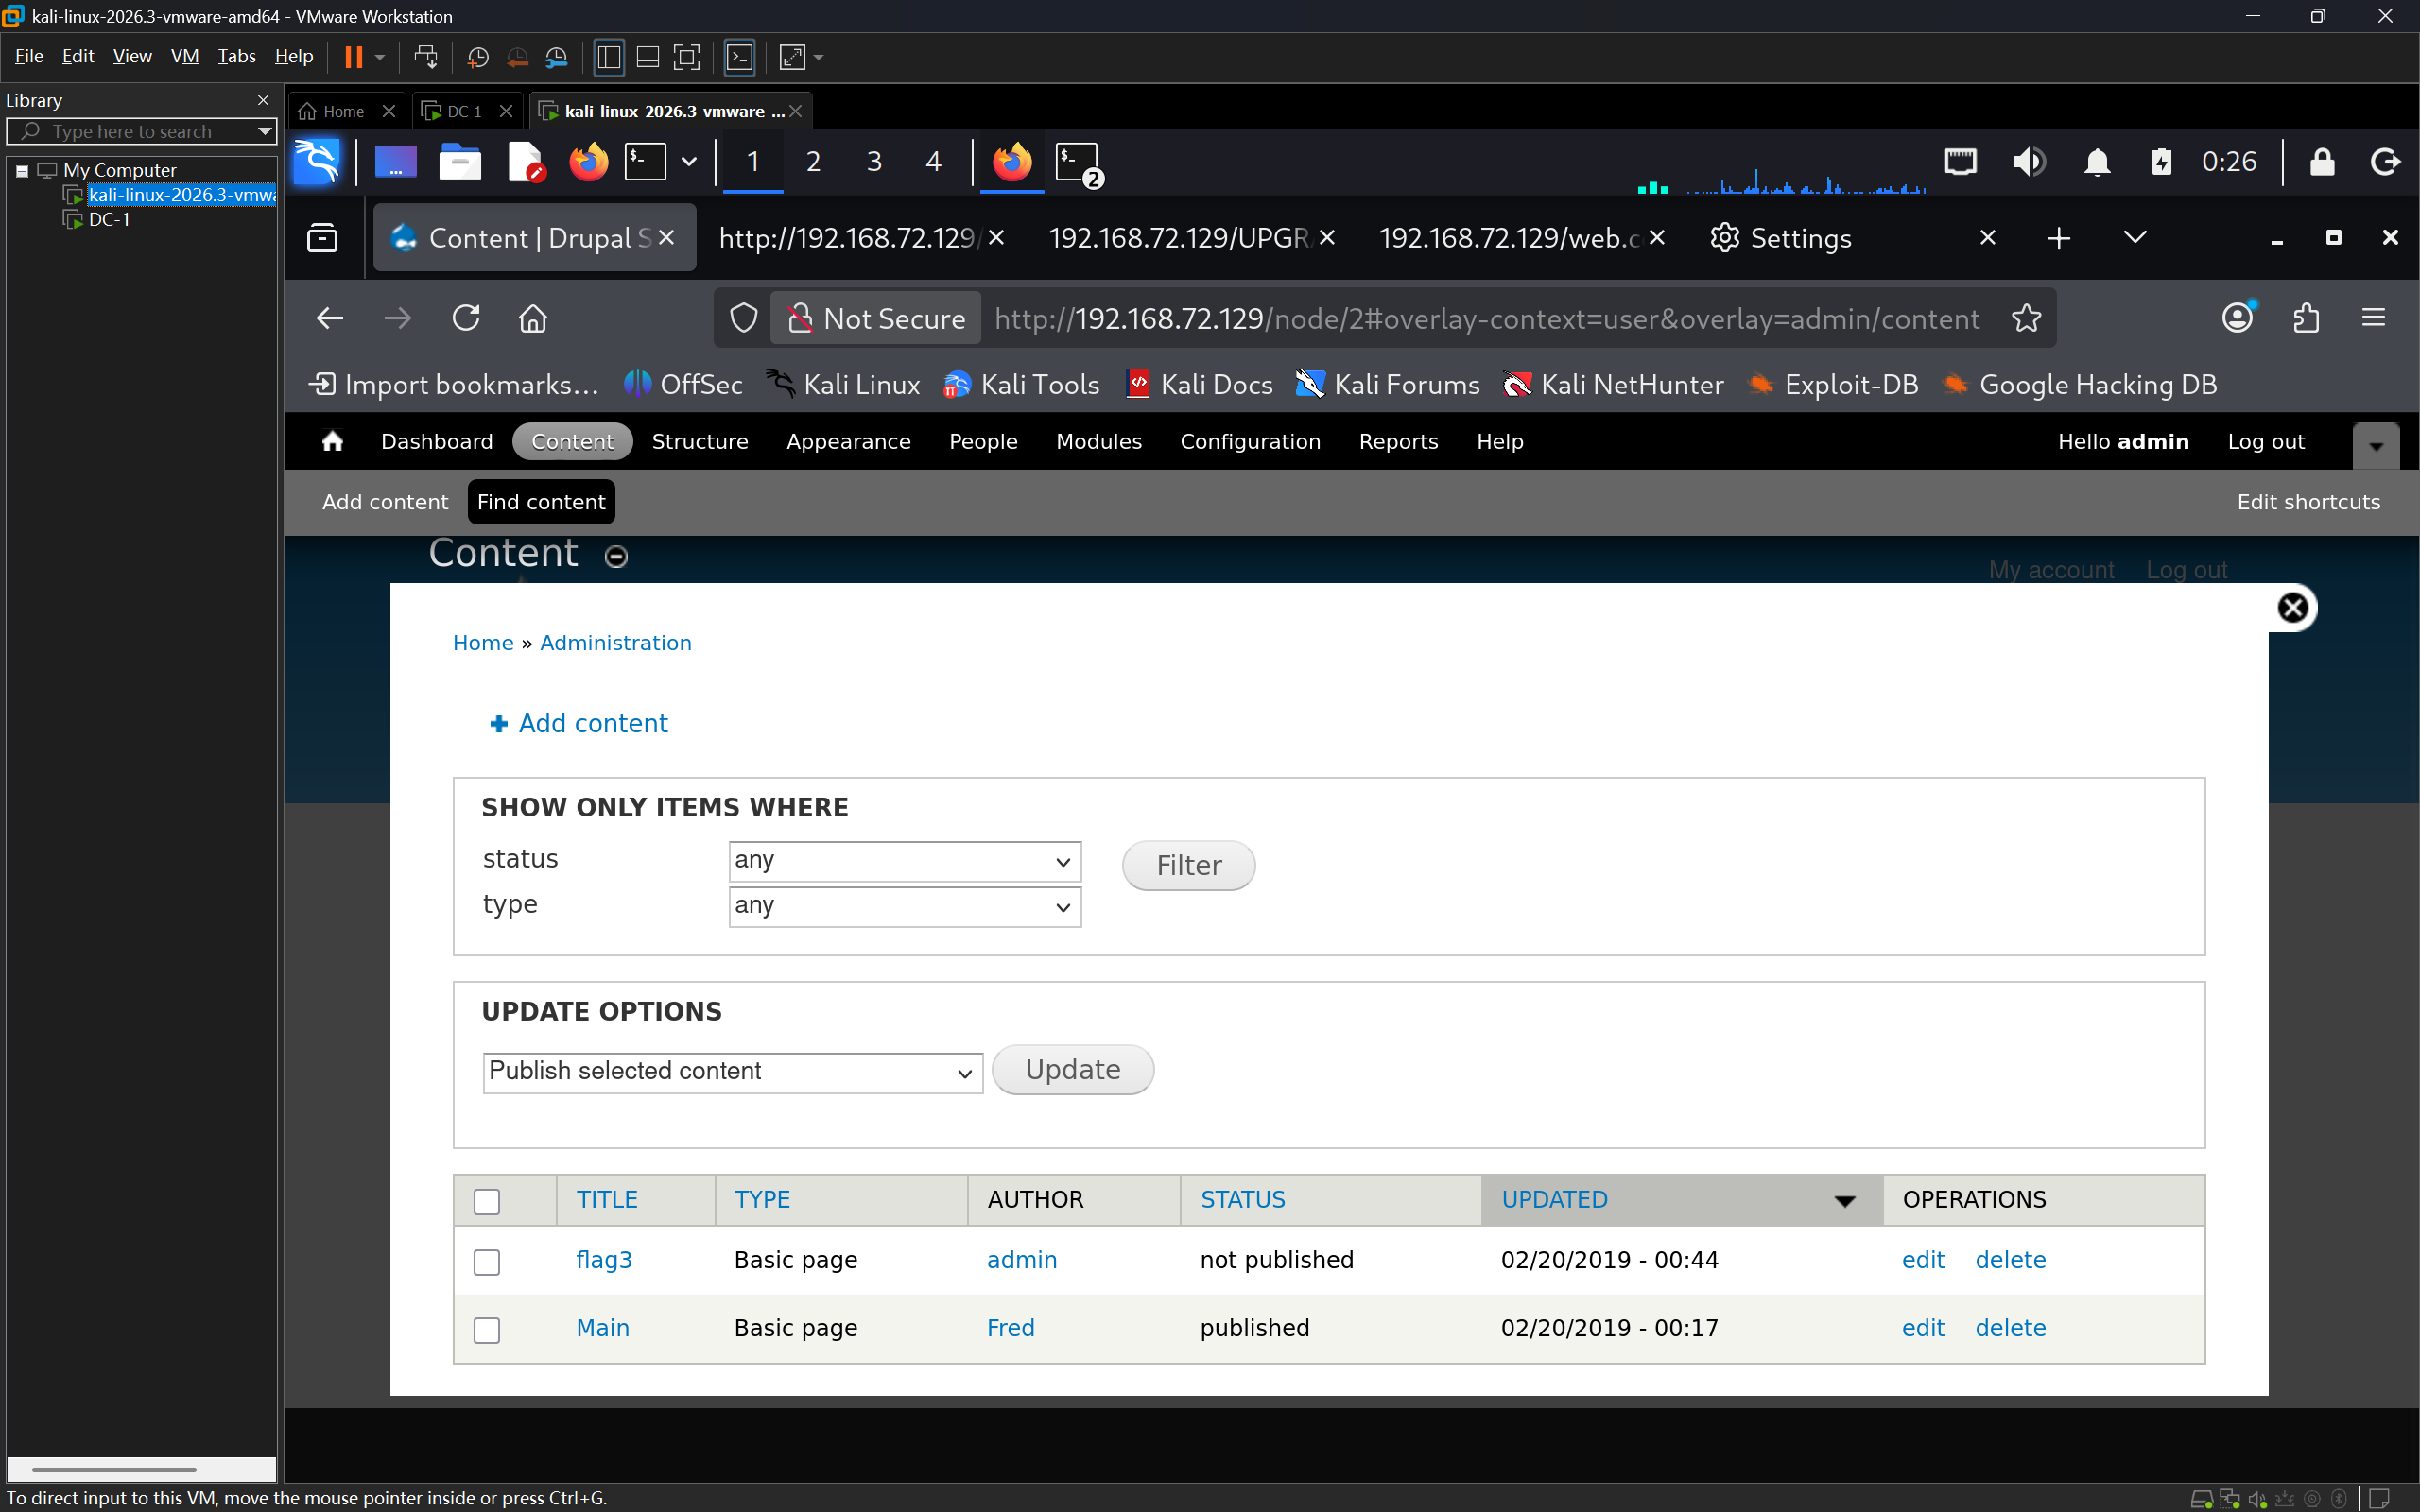 kali-linux-2026.3-vmware-amd64 - VMware Workstation
File Edit View VM Tabs Help
Library
Type here to search
My Computer
kali-linux-2026.3-vmwa
DC-1
Home DC-1 kali-linux-2026.3-vmware-...
1 2 3 4 2 0:26
Content | Drupal S http://192.168.72.129/ 192.168.72.129/UPGR 192.168.72.129/web.c Settings
Not Secure http://192.168.72.129/node/2#overlay-context=user&overlay=admin/content
Import bookmarks... OffSec Kali Linux Kali Tools Kali Docs Kali Forums Kali NetHunter Exploit-DB Google Hacking DB
Dashboard Content Structure Appearance People Modules Configuration Reports Help Hello admin Log out
Add content Find content Edit shortcuts
Content
My account Log out
Home » Administration
Add content
SHOW ONLY ITEMS WHERE
status any Filter
type any
UPDATE OPTIONS
Publish selected content Update
TITLE TYPE AUTHOR STATUS UPDATED OPERATIONS
flag3 Basic page admin not published 02/20/2019 - 00:44 edit delete
Main Basic page Fred published 02/20/2019 - 00:17 edit delete
To direct input to this VM, move the mouse pointer inside or press Ctrl+G.